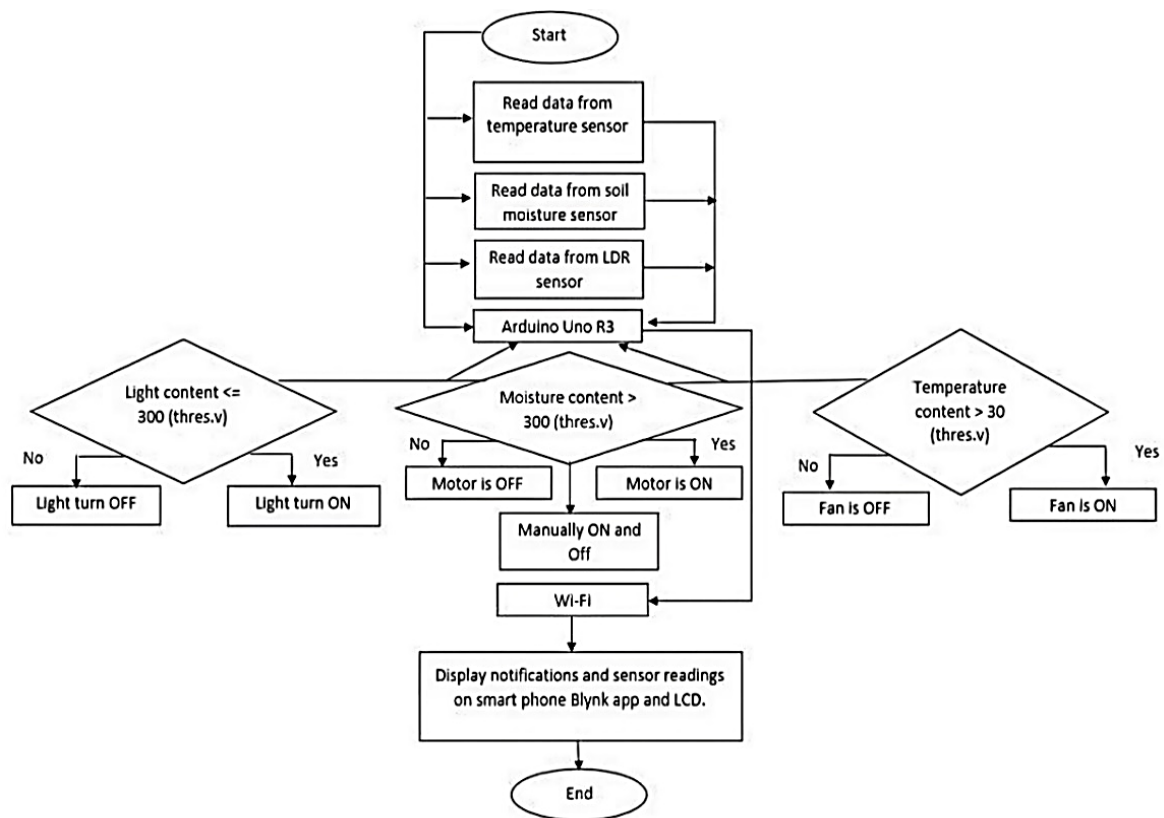 Start
Read data from
temperature sensor
Read data from soil
moisture sensor
Read data from LDR
sensor
Arduino Uno R3
Light content <=
300 (thres.v)
No
Yes
Light turn OFF
Light turn ON
Moisture content >
300 (thres.v)
No
Yes
Motor is OFF
Motor is ON
Manually ON and
Off
Temperature
content > 30
(thres.v)
No
Yes
Fan is OFF
Fan is ON
Wi-Fi
Display notifications and sensor readings
on smart phone Blynk app and LCD.
End